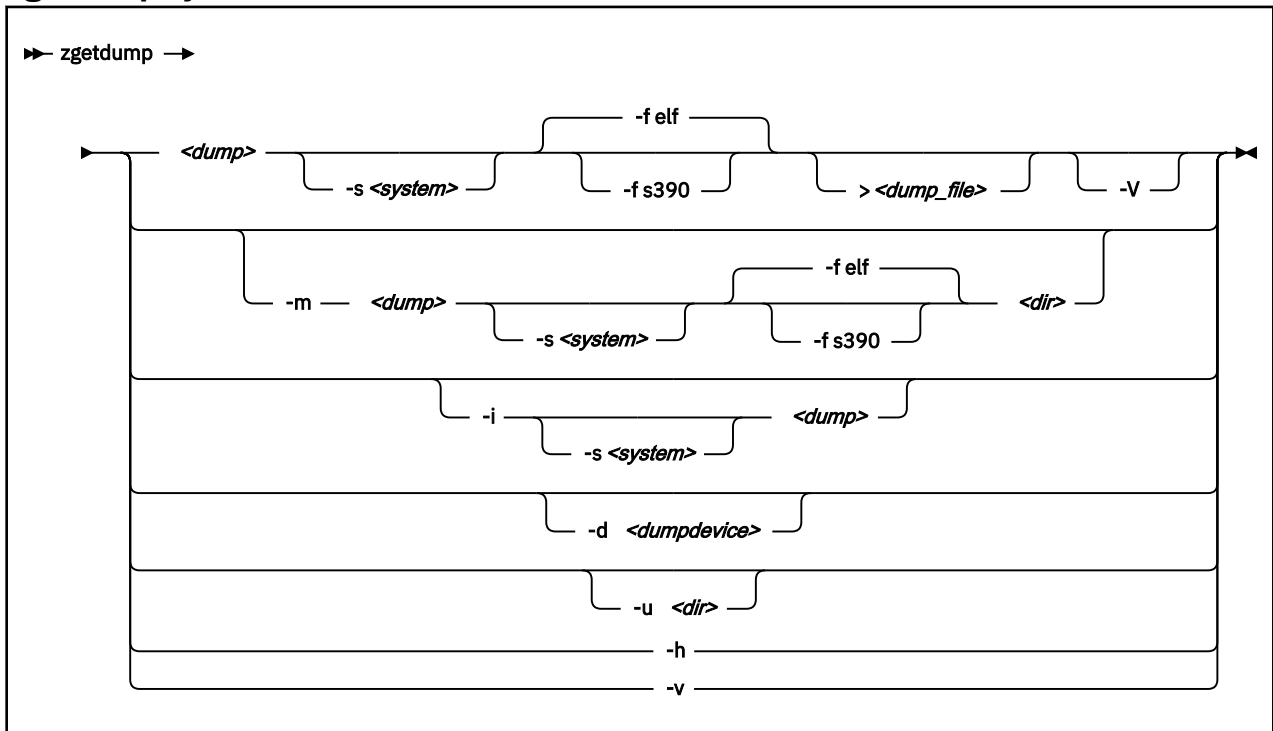 zgetdump
-f elf
<dump>
-s <system>
-f s390
> <dump_file>
-V
-f elf
-m <dump> <dir>
-s <system>
-f s390
-i <dump>
-s <system>
-d <dumpdevice>
-u <dir>
-h
-v